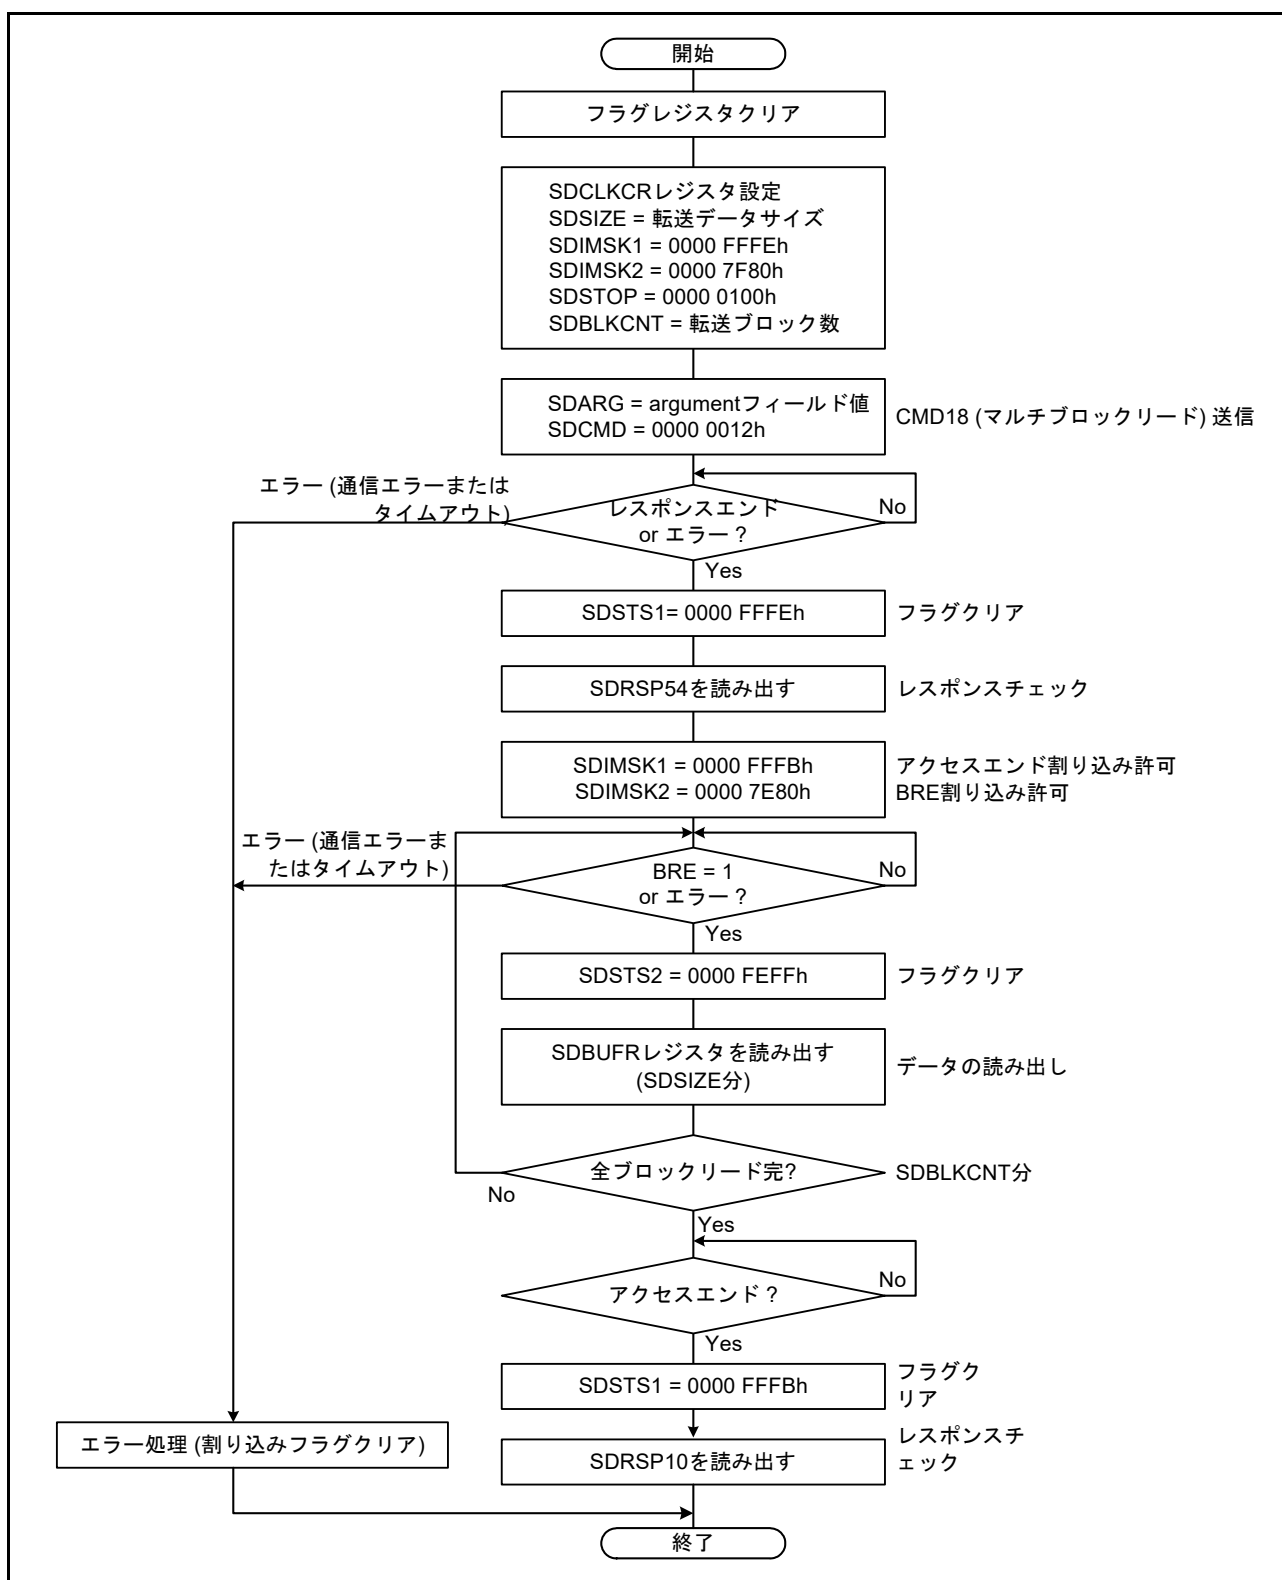 開始
フラグレジスタクリア
SDCLKCRレジスタ設定
SDSIZE = 転送データサイズ
SDIMSK1 = 0000 FFFEh
SDIMSK2 = 0000 7F80h
SDSTOP = 0000 0100h
SDBLKCNT = 転送ブロック数
SDARG = argumentフィールド値
SDCMD = 0000 0012h
CMD18 (マルチブロックリード) 送信
エラー (通信エラーまたは
タイムアウト)
レスポンスエンド
or エラー ?
No
Yes
SDSTS1= 0000 FFFEh
フラグクリア
SDRSP54を読み出す
レスポンスチェック
SDIMSK1 = 0000 FFFBh
SDIMSK2 = 0000 7E80h
アクセスエンド割り込み許可
BRE割り込み許可
エラー (通信エラーま
たはタイムアウト)
BRE = 1
or エラー ?
No
Yes
SDSTS2 = 0000 FEFFh
フラグクリア
SDBUFRレジスタを読み出す
(SDSIZE分)
データの読み出し
全ブロックリード完?
SDBLKCNT分
No
Yes
アクセスエンド ?
No
Yes
SDSTS1 = 0000 FFFBh
フラグク
リア
エラー処理 (割り込みフラグクリア)
SDRSP10を読み出す
レスポンスチ
ェック
終了